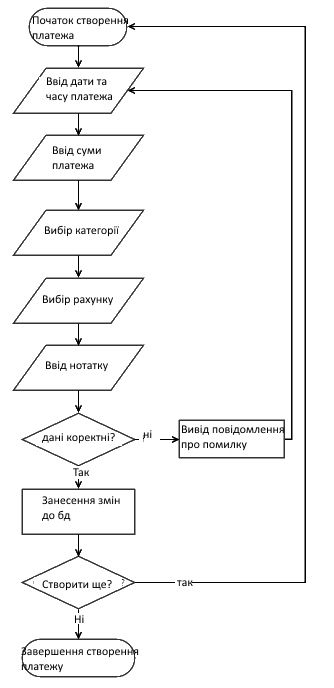 Початок створення
платежа
Ввід дати та
часу платежа
Ввід суми
платежа
Вибір категорії
Вибір рахунку
Ввід нотатку
дані коректні?
ні
Вивід повідомлення
про помилку
Так
Занесення змін
до бд
Створити ще?
так
Ні
Завершення створення
платежу